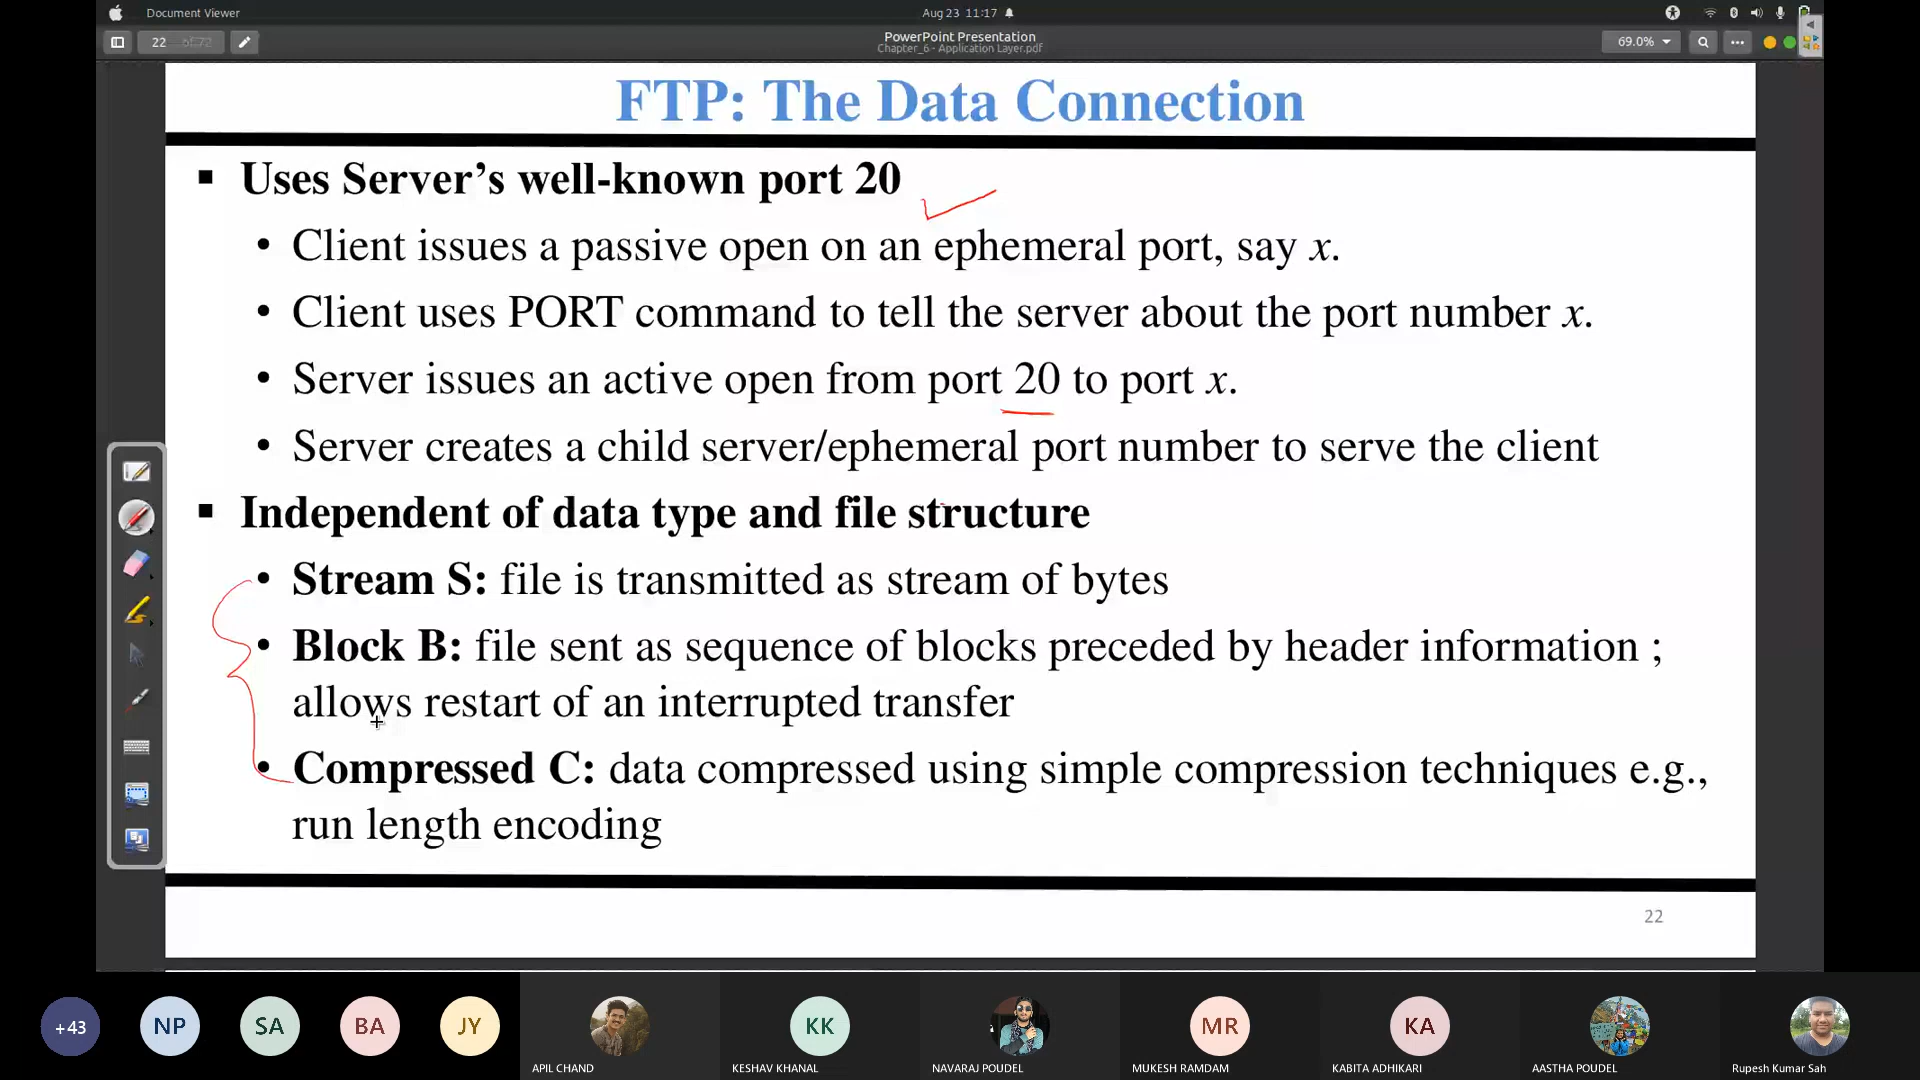 Document Viewer
Aug 23 11:17
22 of 72
PowerPoint Presentation
Chapter_6 - Application Layer.pdf
69.0%
FTP: The Data Connection
▪ Uses Server’s well-known port 20
• Client issues a passive open on an ephemeral port, say x.
• Client uses PORT command to tell the server about the port number x.
• Server issues an active open from port 20 to port x.
• Server creates a child server/ephemeral port number to serve the client
▪ Independent of data type and file structure
• Stream S: file is transmitted as stream of bytes
• Block B: file sent as sequence of blocks preceded by header information ;
allows restart of an interrupted transfer
• Compressed C: data compressed using simple compression techniques e.g.,
run length encoding
22
+43
NP
SA
BA
JY
KK
MR
KA
APIL CHAND
KESHAV KHANAL
NAVARAJ POUDEL
MUKESH RAMDAM
KABITA ADHIKARI
AASTHA POUDEL
Rupesh Kumar Sah